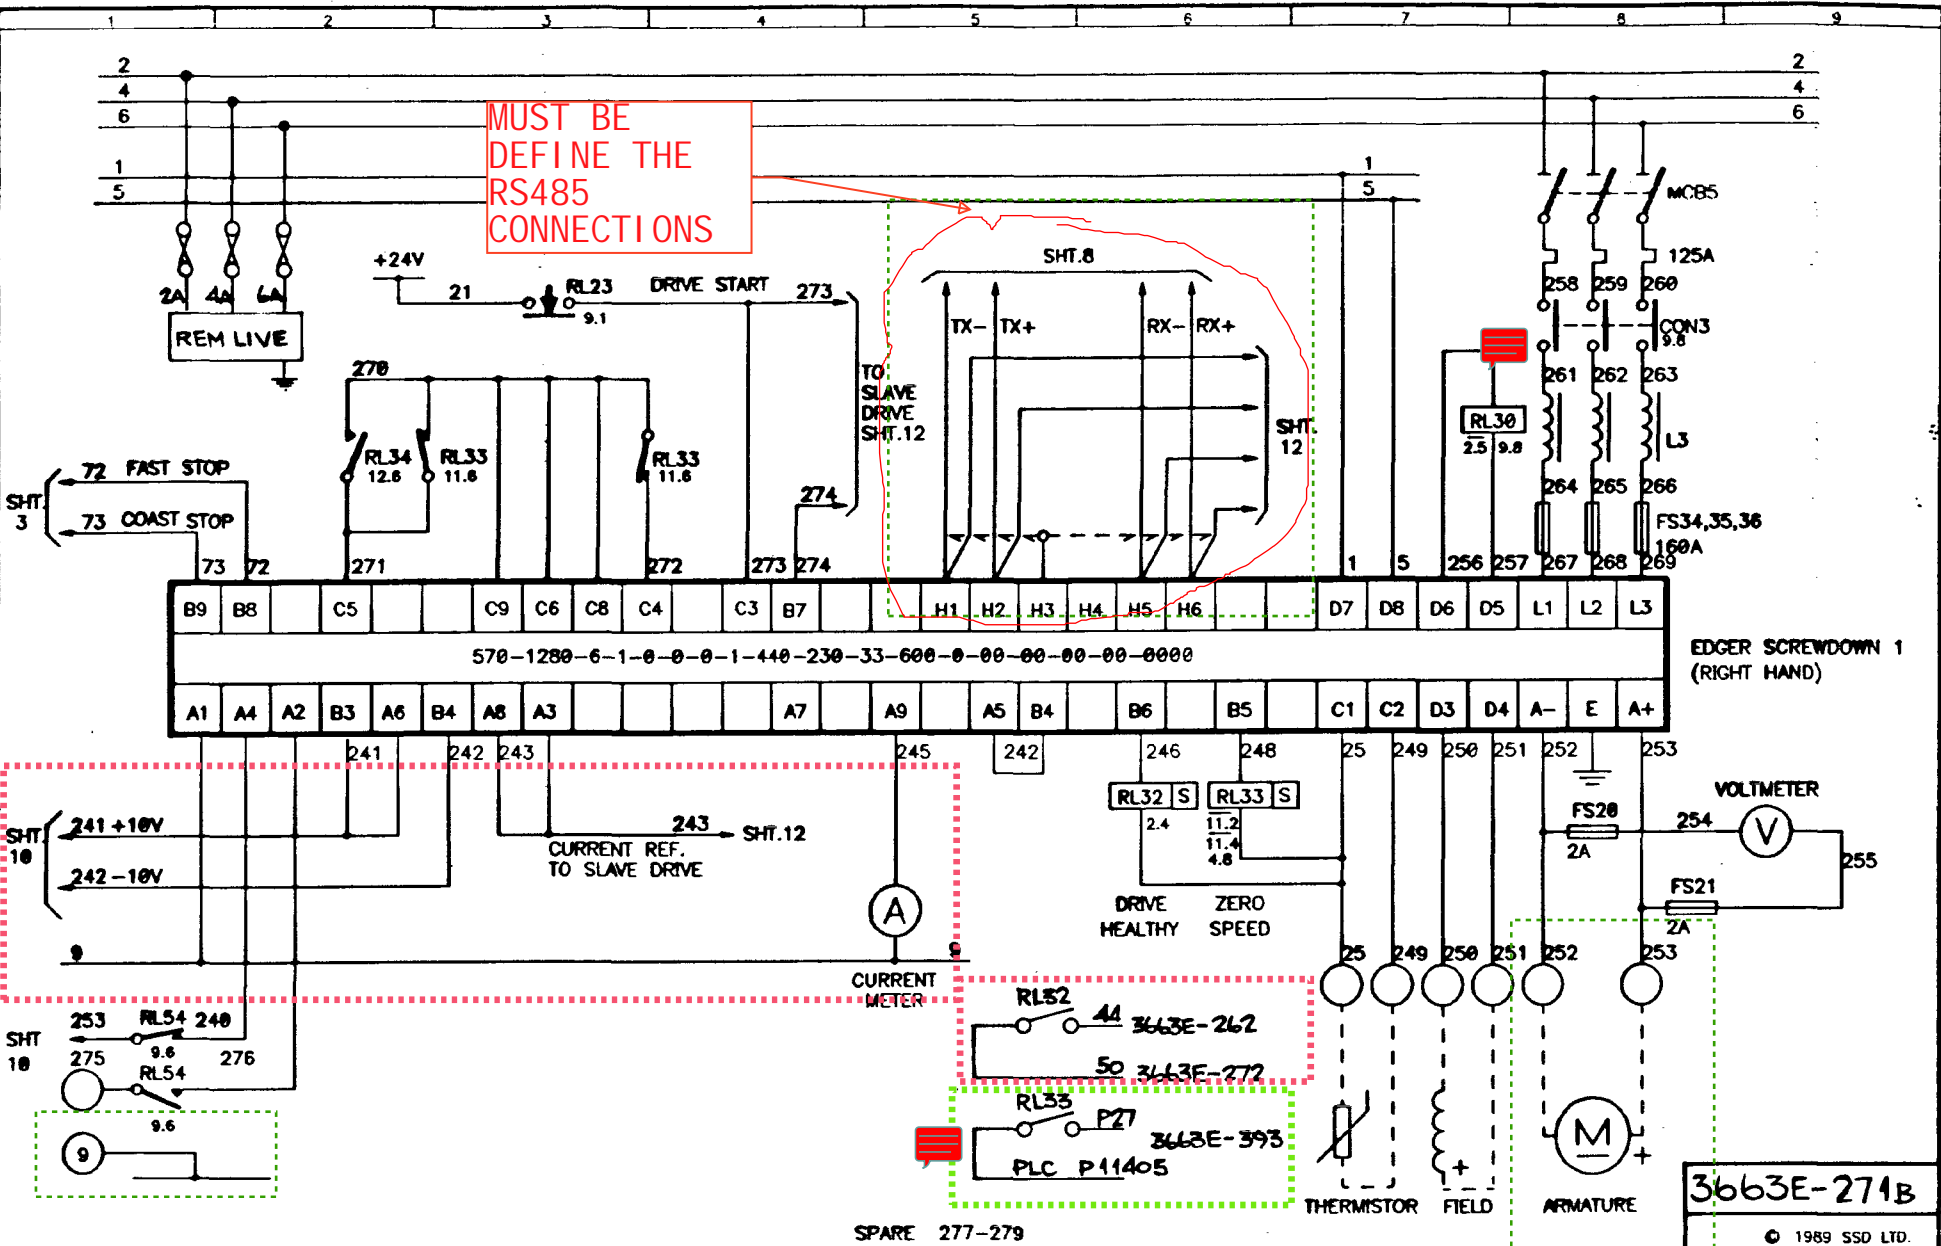 1 2 3 4 5 6 7 8 9
2 2
4 4
6 6
1 1
5 5
MUST BE
DEFINE THE
RS485
CONNECTIONS
MCB5
125A
258 259 260
CON3
9.8
261 262 263
L3
264 265 266
FS34,35,36
160A
2A 4A 6A
REM LIVE
+24V
21 RL23 DRIVE START 273
9.1
SHT.8
TX- TX+ RX- RX+
TO
SLAVE
DRIVE
SHT.12
SHT.
12
270
RL34
12.6
RL33
11.6
RL33
11.6
274
RL30
2.5 9.8
SHT.
3
72 FAST STOP
73 COAST STOP
73 72 271 272 273 274 1 5 256 257 267 268 269
B9 B8 C5 C9 C6 C8 C4 C3 B7 H1 H2 H3 H4 H5 H6 D7 D8 D6 D5 L1 L2 L3
570-1280-6-1-0-0-0-1-440-230-33-600-0-00-00-00-00-0000
EDGER SCREWDOWN 1
(RIGHT HAND)
A1 A4 A2 B3 A6 B4 A8 A3 A7 A9 A5 B4 B6 B5 C1 C2 D3 D4 A- E A+
241 242 243 245 242 246 248 25 249 250 251 252 253
SHT.
10
241 +10V
242 -10V
243 SHT.12
CURRENT REF.
TO SLAVE DRIVE
A
9 9
CURRENT
METER
RL32 S RL33 S
2.4
11.2
11.4
4.8
DRIVE
HEALTHY
ZERO
SPEED
FS20
2A
254
VOLTMETER
V
255
FS21
2A
25 249 250 251 252 253
SHT
10
253 RL54 240
9.6
275 276
RL54
9.6
9
RL32
44 3663E-262
50 3663E-272
RL33
P27
3663E-393
PLC P11405
M
+
+
THERMISTOR FIELD ARMATURE
SPARE 277-279
3663E-271B
© 1989 SSD LTD.